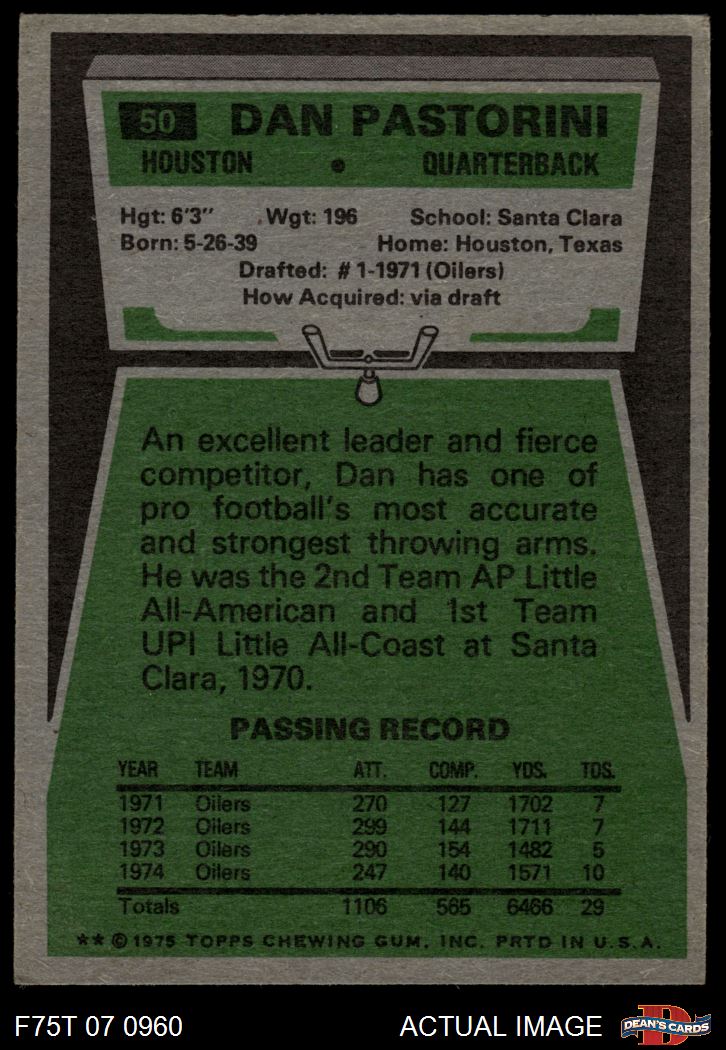 50 DAN PASTORINI
HOUSTON • QUARTERBACK
Hgt: 6'3" Wgt: 196 School: Santa Clara
Born: 5-26-39 Home: Houston, Texas
Drafted: #1-1971 (Oilers)
How Acquired: via draft
An excellent leader and fierce
competitor, Dan has one of
pro football's most accurate
and strongest throwing arms.
He was the 2nd Team AP Little
All-American and 1st Team
UPI Little All-Coast at Santa
Clara, 1970.
PASSING RECORD
YEAR TEAM ATT. COMP. YDS. TDS.
1971 Oilers 270 127 1702 7
1972 Oilers 299 144 1711 7
1973 Oilers 290 154 1482 5
1974 Oilers 247 140 1571 10
Totals 1106 565 6466 29
** © 1975 TOPPS CHEWING GUM, INC. PRTD IN U.S.A.
F75T 07 0960 ACTUAL IMAGE D DEAN'S CARDS